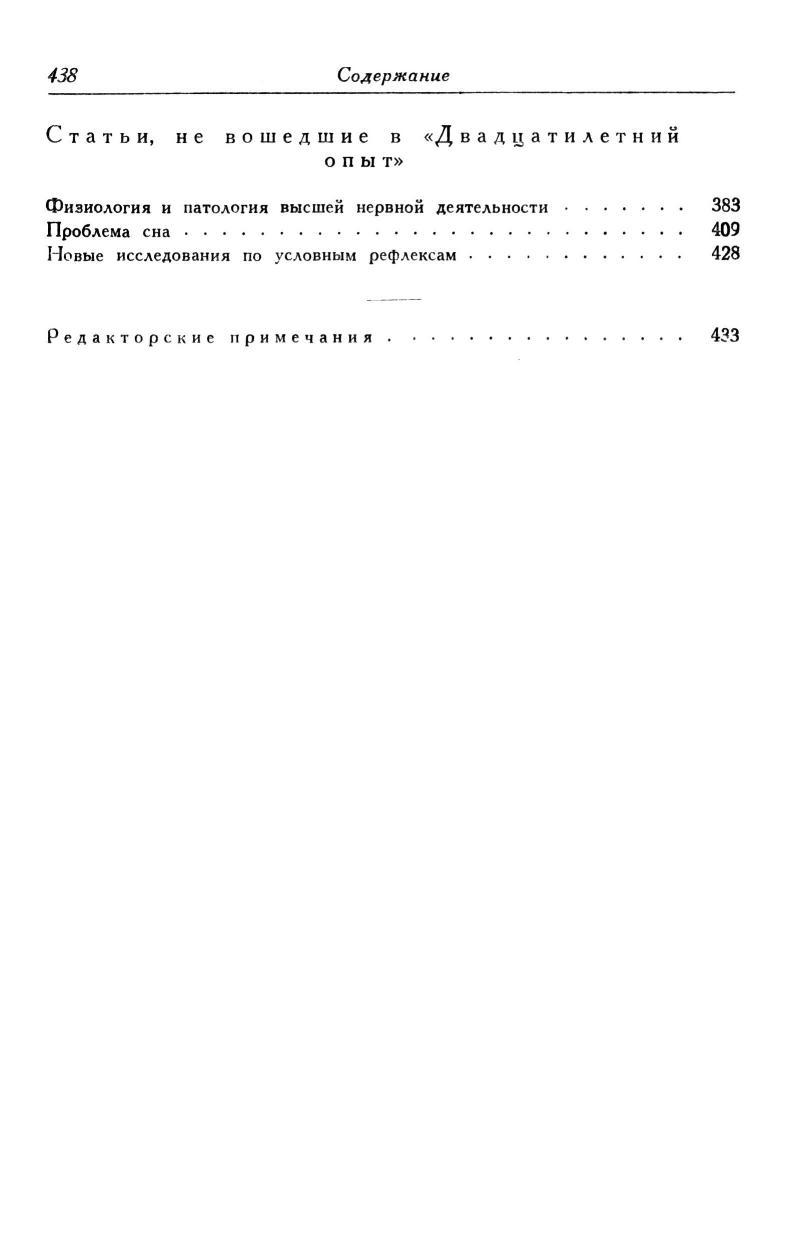 438 Содержание
Статьи, не вошедшие в «Двадцатилетний
опыт»
Физиология и патология высшей нервной деятельности . . . . . . . 383
Проблема сна . . . . . . . . . . . . . . . . . . . . . . . . . . . 409
Новые исследования по условным рефлексам . . . . . . . . . . . . 428
Редакторские примечания . . . . . . . . . . . . . . . . 433